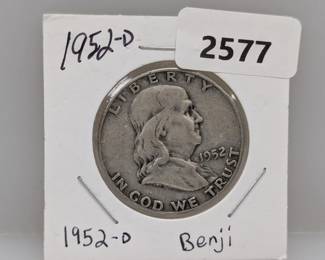 1952-D
2577
LIBERTY
1952
IN GOD WE TRUST
1952-D Benji